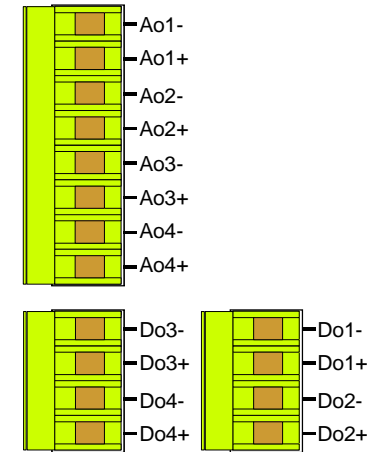 Ao1-
Ao1+
Ao2-
Ao2+
Ao3-
Ao3+
Ao4-
Ao4+
Do3-
Do3+
Do4-
Do4+
Do1-
Do1+
Do2-
Do2+